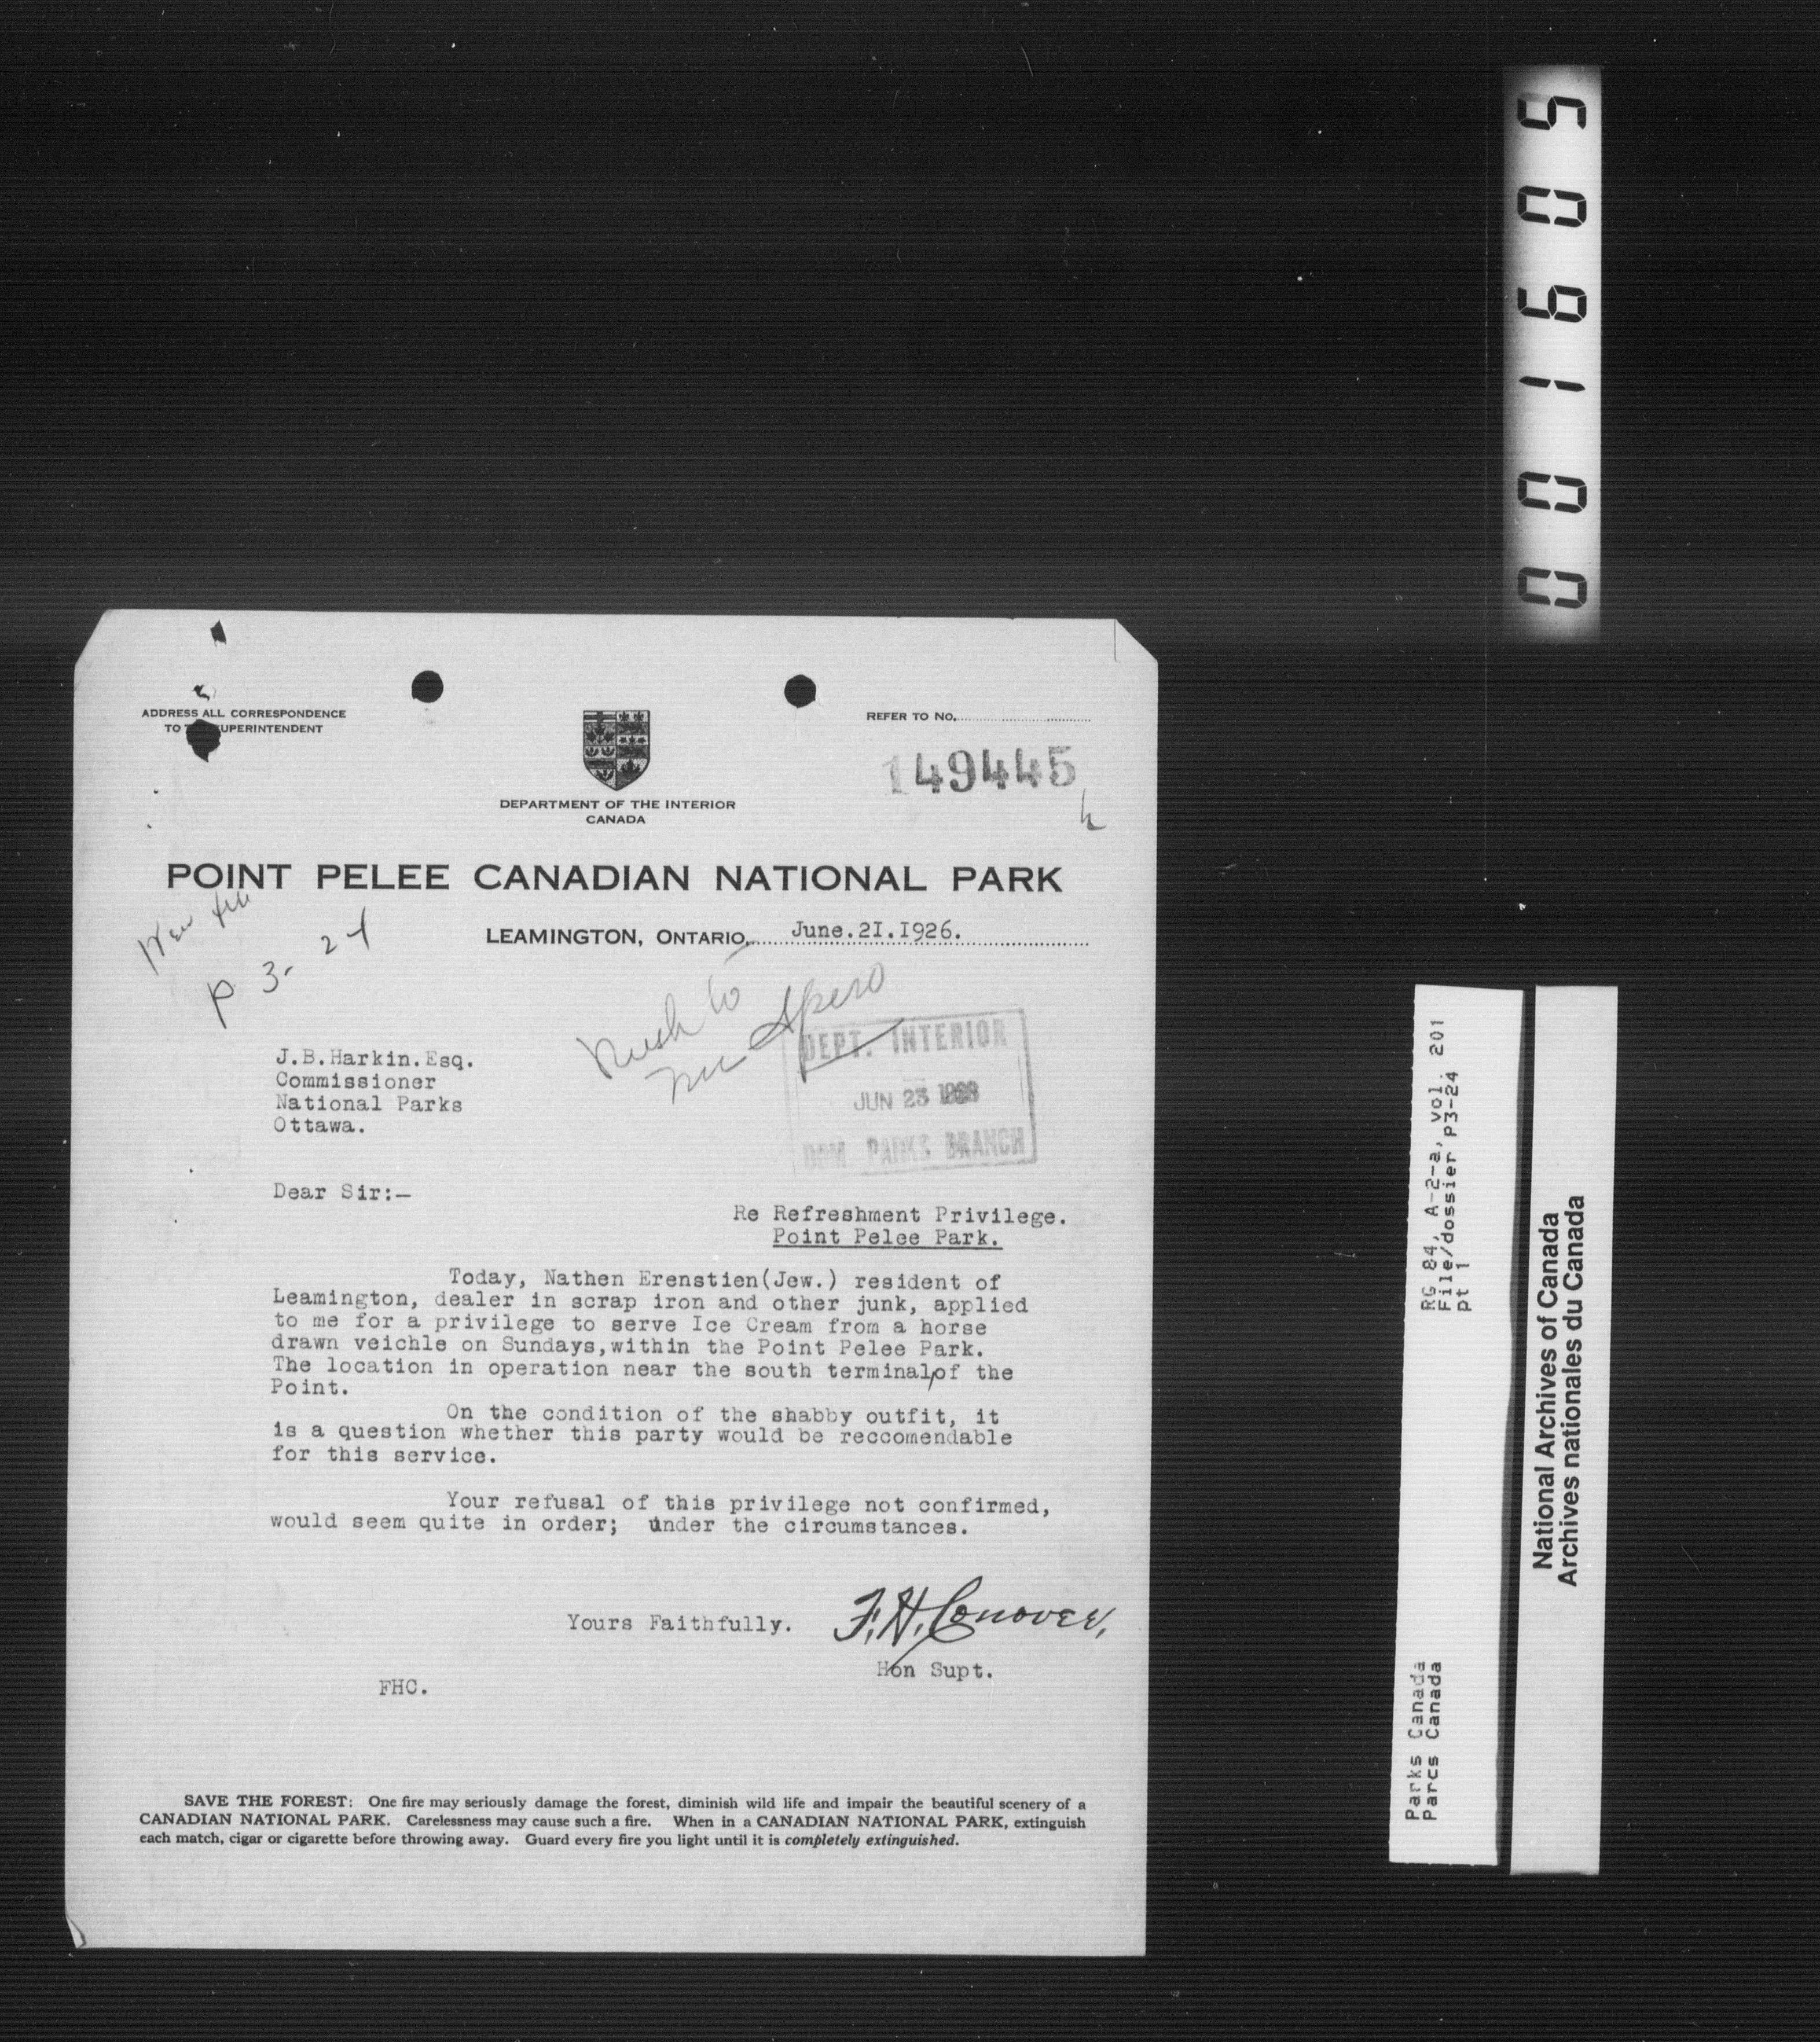 ADDRESS ALL CORRESPONDENCE
TO T UPERINTENDENT
REFER TO NO.
149445
h
DEPARTMENT OF THE INTERIOR
CANADA
POINT PELEE CANADIAN NATIONAL PARK
LEAMINGTON, ONTARIO, June.2I.I926.
New file
P 3-24
Rush to
Mr Spero
DEPT. INTERIOR
JUN 23
DOM PARKS BRANCH
J.B.Harkin.Esq.
Commissioner
National Parks
Ottawa.
Dear Sir:—
Re Refreshment Privilege.
Point Pelee Park.
Today, Nathen Erenstien(Jew.) resident of
Leamington, dealer in scrap iron and other junk, applied
to me for a privilege to serve Ice Cream from a horse
drawn veichle on Sundays,within the Point Pelee Park.
The location in operation near the south terminal of the
Point.
On the condition of the shabby outfit, it
is a question whether this party would be reccomendable
for this service.
Your refusal of this privilege not confirmed,
would seem quite in order; under the circumstances.
Yours Faithfully. F.H.Conover.
Hon Supt.
FHC.
SAVE THE FOREST: One fire may seriously damage the forest, diminish wild life and impair the beautiful scenery of a
CANADIAN NATIONAL PARK. Carelessness may cause such a fire. When in a CANADIAN NATIONAL PARK, extinguish
each match, cigar or cigarette before throwing away. Guard every fire you light until it is completely extinguished.
001605
RG 84, A-2-a, vol. 201
File/dossier P3-24
pt 1
Parks Canada
Parcs Canada
National Archives of Canada
Archives nationales du Canada